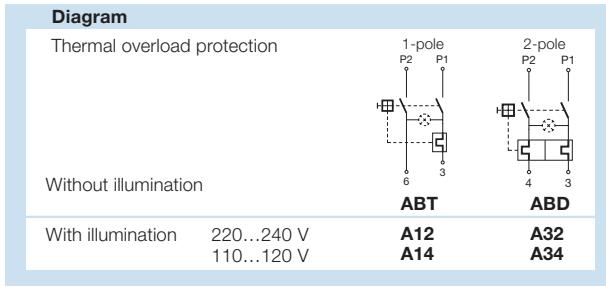 Diagram
Thermal overload protection 1-pole 2-pole
P2 P1 P2 P1
6 3 4 3
Without illumination
ABT ABD
With illumination 220...240 V A12 A32
110...120 V A14 A34